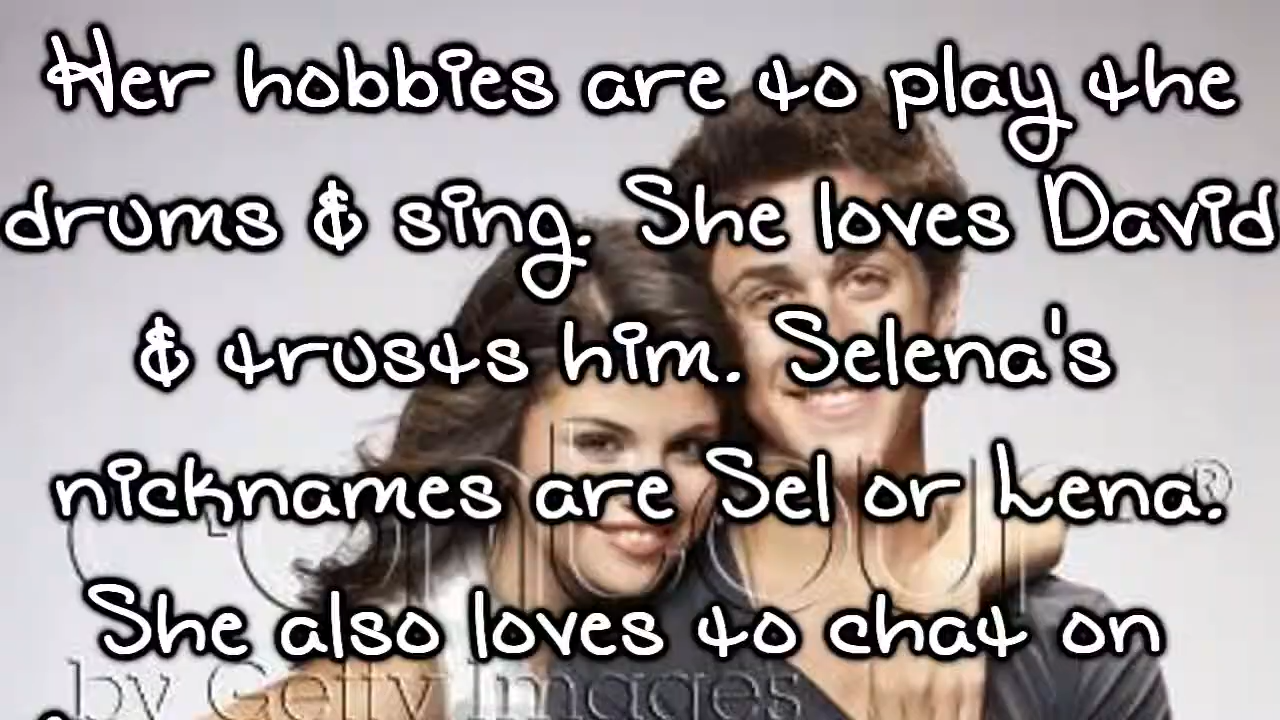 Her hobbies are to play the
drums & sing. She loves David
& trusts him. Selena's
nicknames are Sel or Lena.
She also loves to chat on
Contour®
by Getty Images